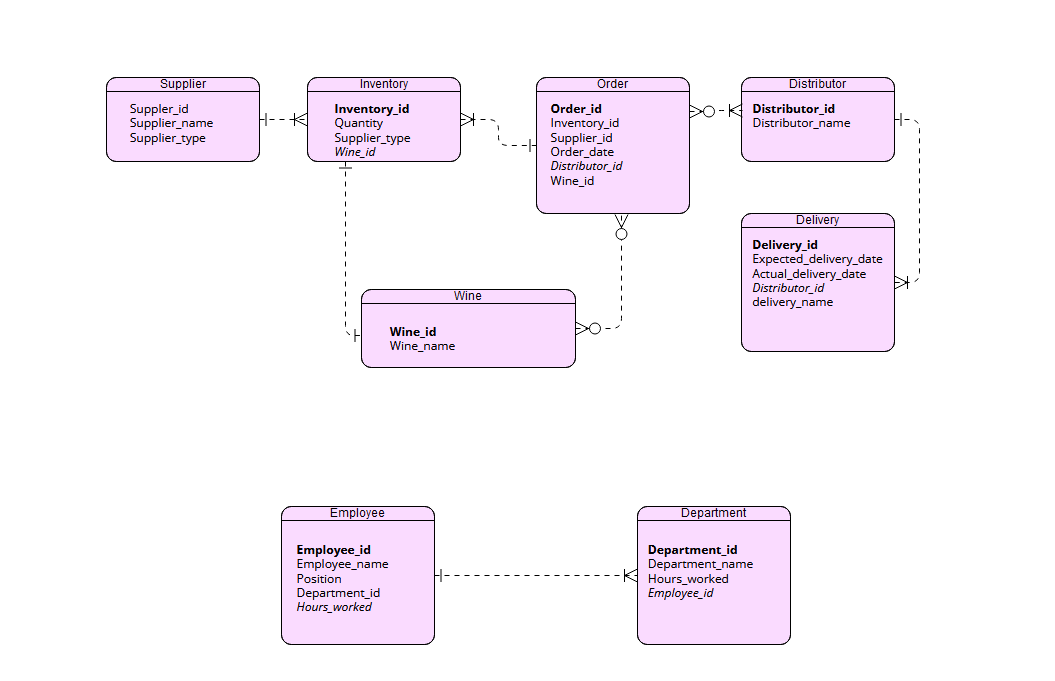 Supplier
Suppler_id
Supplier_name
Supplier_type
Inventory
Inventory_id
Quantity
Supplier_type
Wine_id
Order
Order_id
Inventory_id
Supplier_id
Order_date
Distributor_id
Wine_id
Distributor
Distributor_id
Distributor_name
Delivery
Delivery_id
Expected_delivery_date
Actual_delivery_date
Distributor_id
delivery_name
Wine
Wine_id
Wine_name
Employee
Employee_id
Employee_name
Position
Department_id
Hours_worked
Department
Department_id
Department_name
Hours_worked
Employee_id